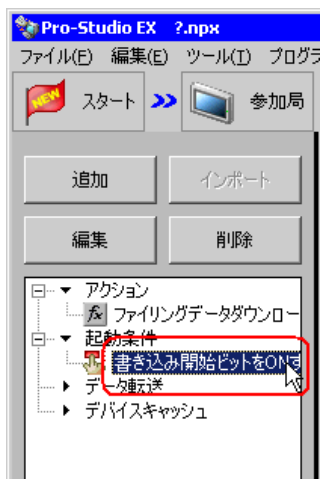 Pro-Studio EX ?.npx
ファイル(F) 編集(E) ツール(T) プログラ
NEW スタート >> 参加局
追加 インポート
編集 削除
アクション
fx ファイリングデータダウンロー
起動条件
書き込み開始ビットをONす
データ転送
デバイスキャッシュ